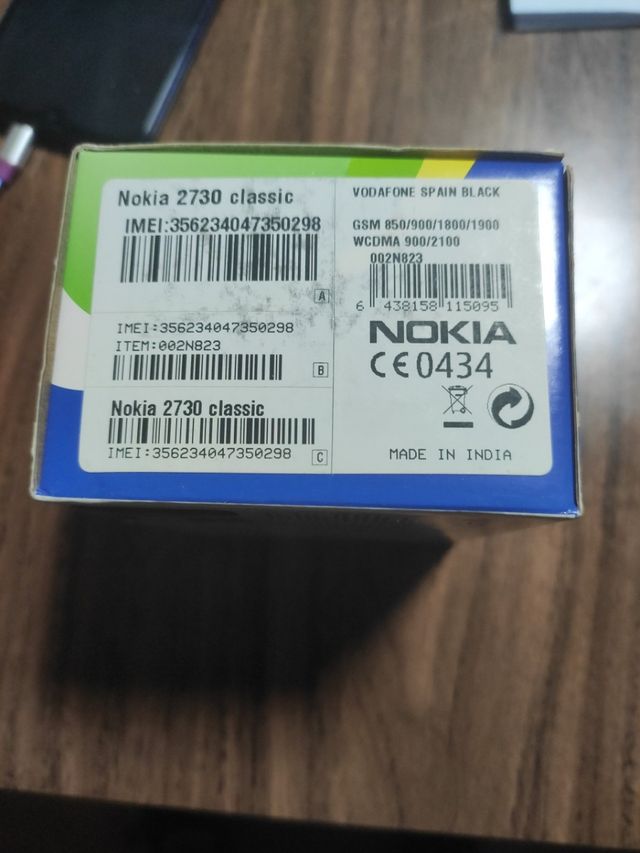 Nokia 2730 classic
IMEI:356234047350298
A
IMEI:356234047350298
ITEM:002N823
B
Nokia 2730 classic
IMEI:356234047350298
C
VODAFONE SPAIN BLACK
GSM 850/900/1800/1900
WCDMA 900/2100
002N823
6 438158 115095
NOKIA
CE0434
MADE IN INDIA